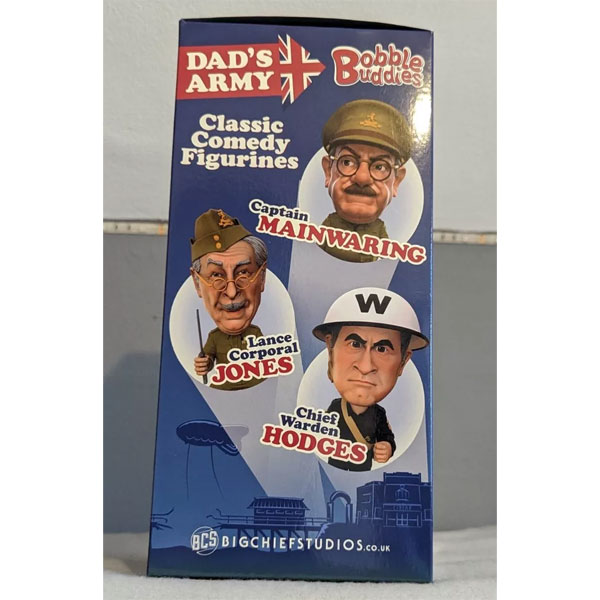 DAD'S
ARMY
Bobble
Buddies
Classic
Comedy
Figurines
Captain
MAINWARING
Lance
Corporal
JONES
W
Chief
Warden
HODGES
BCS BIGCHIEFSTUDIOS.CO.UK